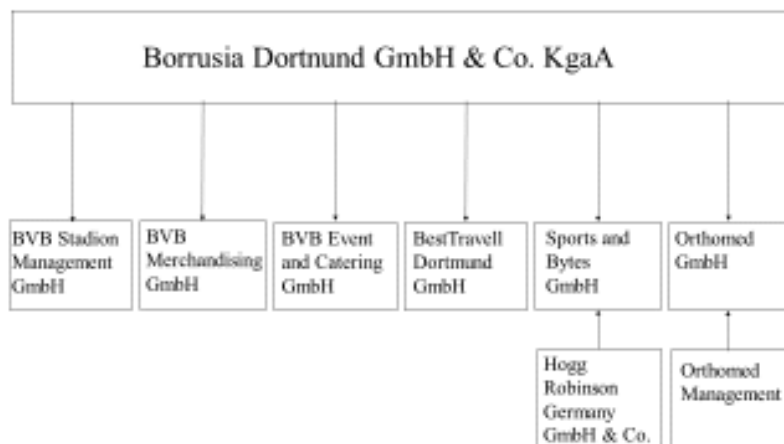 Borrusia Dortnund GmbH & Co. KgaA
BVB Stadion
Management
GmbH
BVB
Merchandising
GmbH
BVB Event
and Catering
GmbH
BestTravell
Dortmund
GmbH
Sports and
Bytes
GmbH
Orthomed
GmbH
Hogg
Robinson
Germany
GmbH & Co.
Orthomed
Management